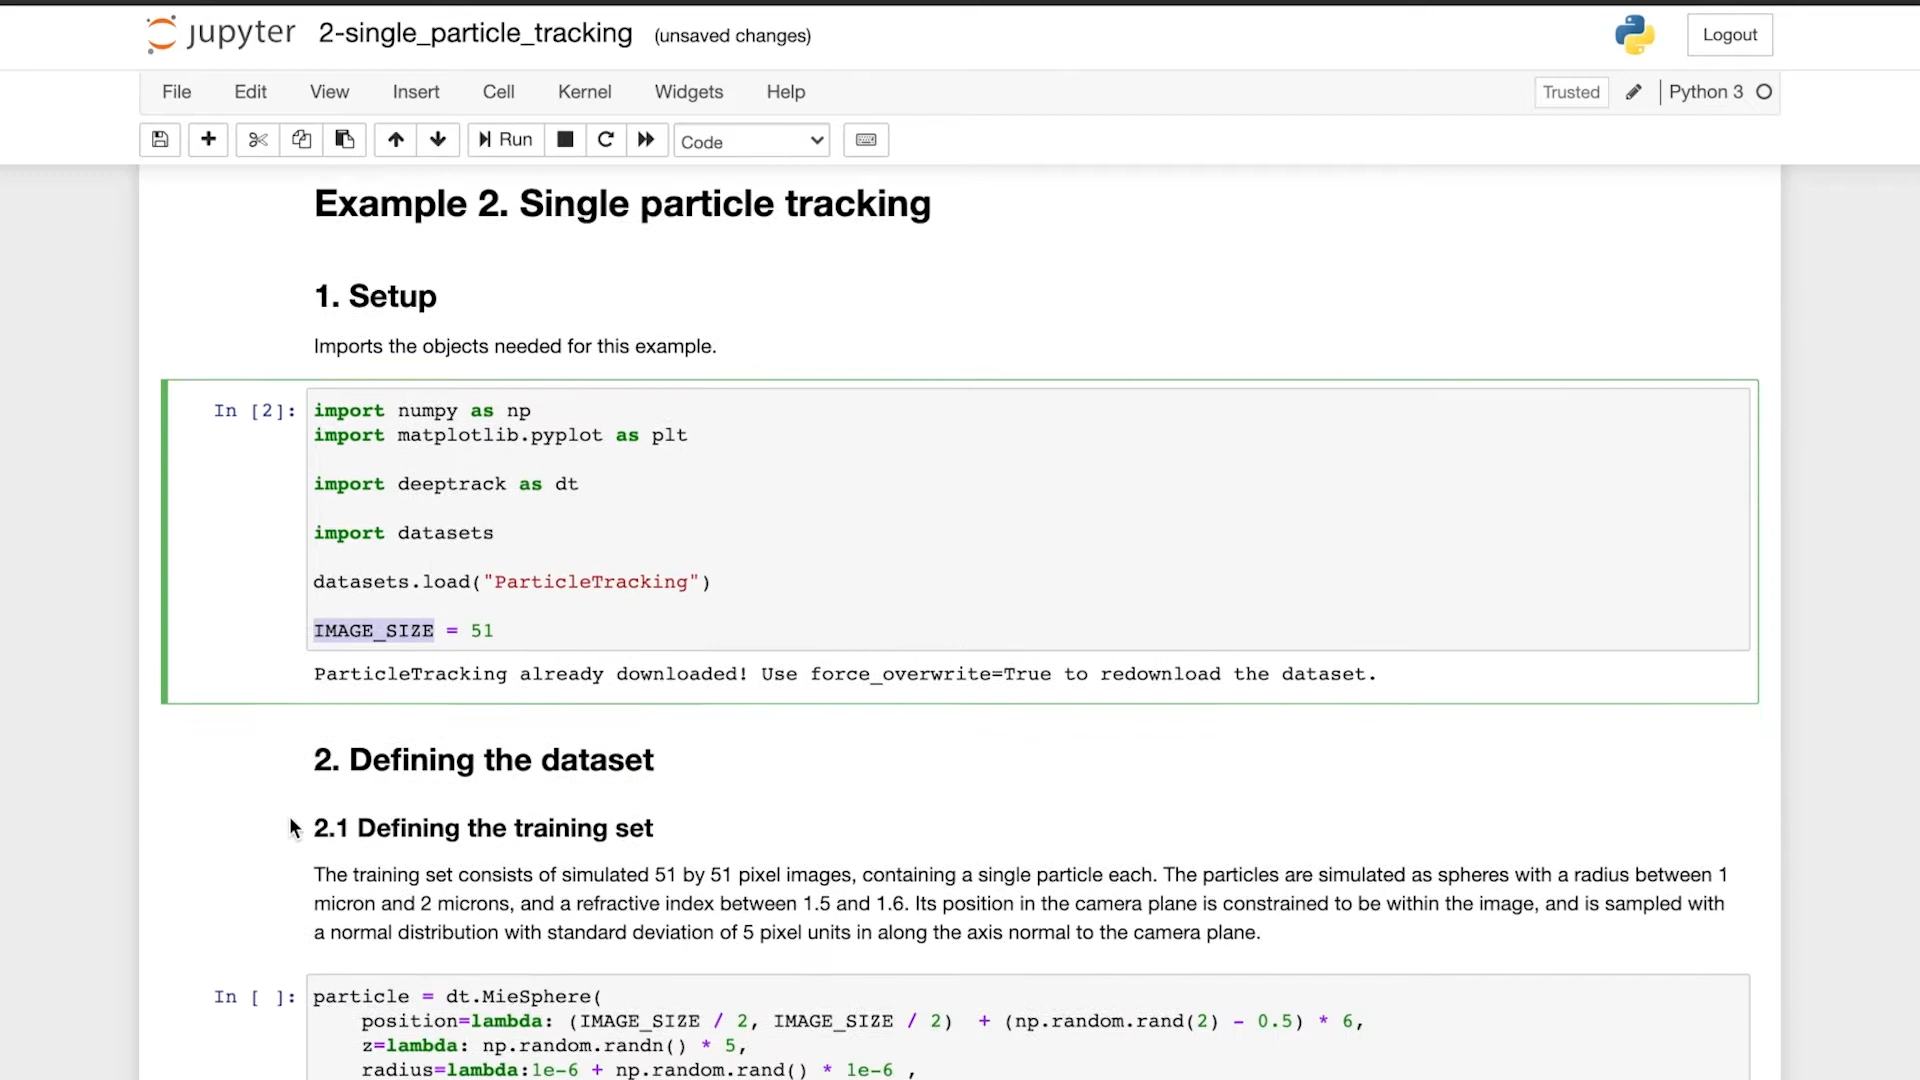 jupyter 2-single_particle_tracking (unsaved changes) Logout
File Edit View Insert Cell Kernel Widgets Help Trusted Python 3
Run Code
Example 2. Single particle tracking
1. Setup
Imports the objects needed for this example.
In [2]: import numpy as np
import matplotlib.pyplot as plt
import deeptrack as dt
import datasets
datasets.load("ParticleTracking")
IMAGE_SIZE = 51
ParticleTracking already downloaded! Use force_overwrite=True to redownload the dataset.
2. Defining the dataset
2.1 Defining the training set
The training set consists of simulated 51 by 51 pixel images, containing a single particle each. The particles are simulated as spheres with a radius between 1
micron and 2 microns, and a refractive index between 1.5 and 1.6. Its position in the camera plane is constrained to be within the image, and is sampled with
a normal distribution with standard deviation of 5 pixel units in along the axis normal to the camera plane.
In [ ]: particle = dt.MieSphere(
position=lambda: (IMAGE_SIZE / 2, IMAGE_SIZE / 2) + (np.random.rand(2) - 0.5) * 6,
z=lambda: np.random.randn() * 5,
radius=lambda:1e-6 + np.random.rand() * 1e-6 ,